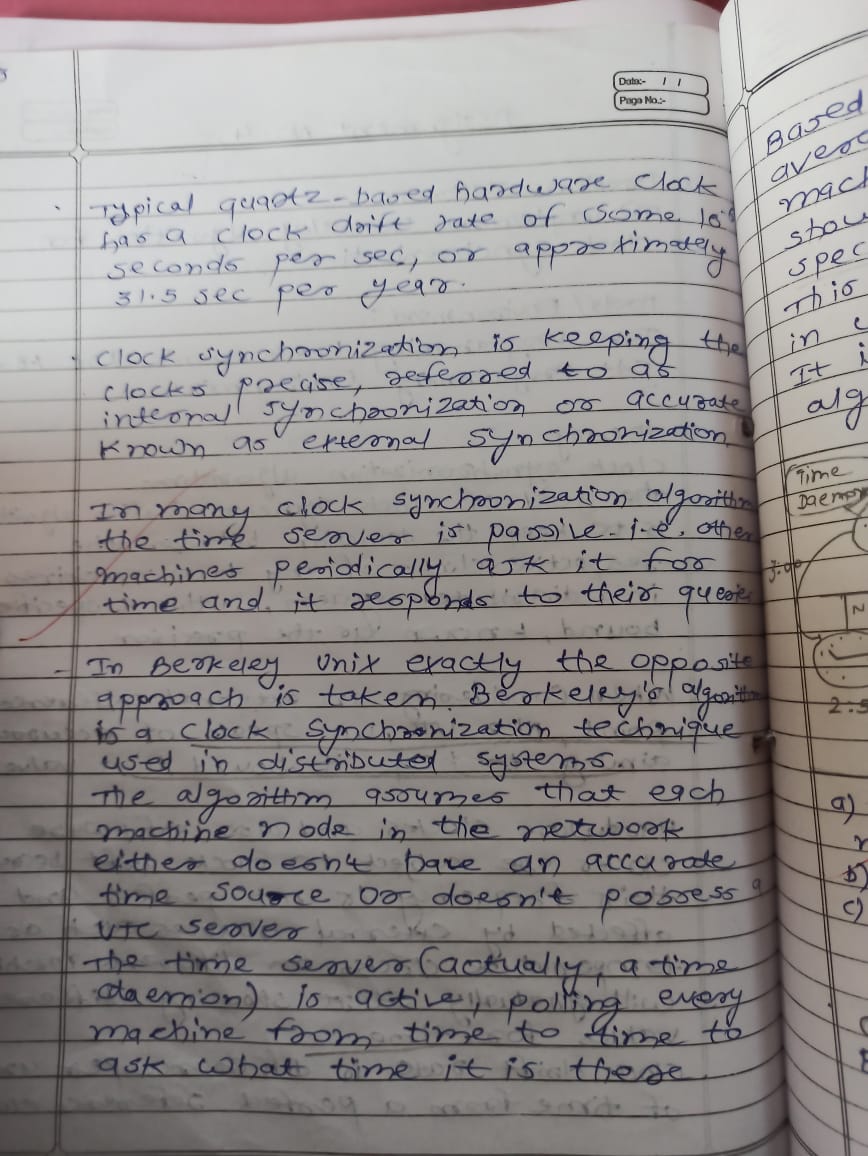 Date:- / /
Page No.:-
Typical quartz-based hardware clock
has a clock drift rate of (some 10
seconds per sec, or approximately
31.5 sec per year.
Clock synchronization is keeping the
clocks precise, referred to as
internal synchronization or accurate
known as external synchronization
In many clock synchronization algorithm
the time server is passive. i.e. other
machines periodically ask it for
time and it responds to their
- In Berkeley Unix exactly the opposite
approach is taken. Berkeley's algorithm
is a clock synchronization technique
used in distributed systems.
The algorithm assumes that each
machine node in the network
either doesn't have an accurate
time source or doesn't possess a
UTC server
The time server (actually, a time
daemon) is active, polling every
machine from time to time to
ask what time it is there.
Based
aver
mach
show
spec
This
in
It i
alg
Time
Daemon
3:00
N
a)
b)
c)